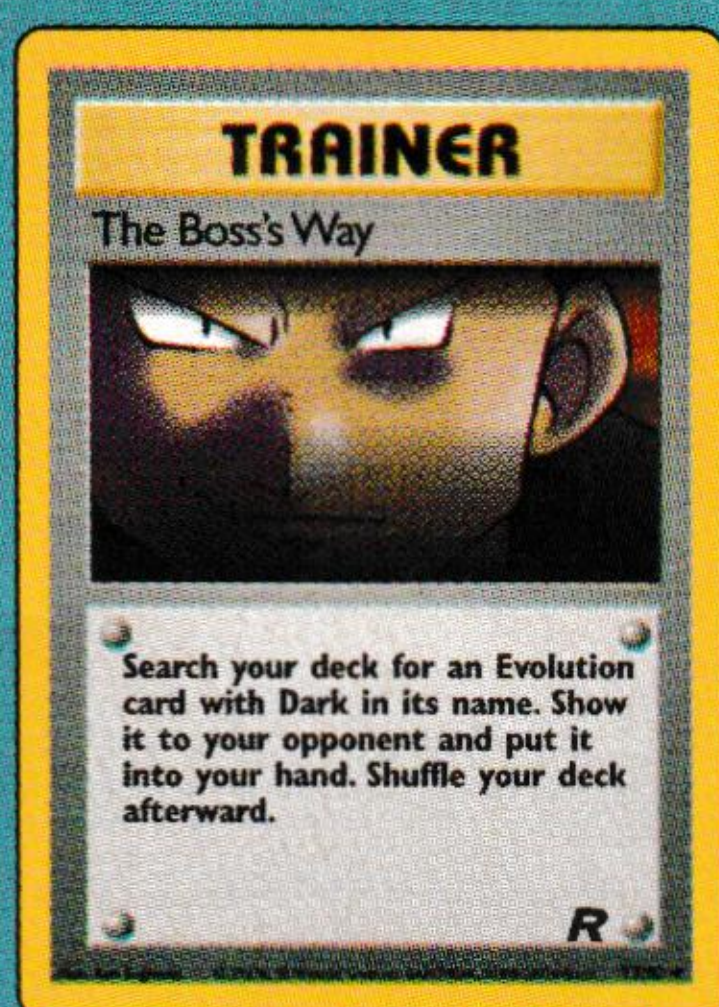 TRAINER
The Boss's Way
Search your deck for an Evolution
card with Dark in its name. Show
it to your opponent and put it
into your hand. Shuffle your deck
afterward.
R